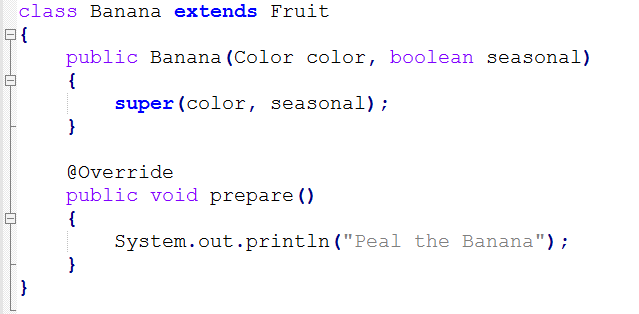 class Banana extends Fruit
{
    public Banana(Color color, boolean seasonal)
    {
        super(color, seasonal);
    }

    @Override
    public void prepare()
    {
        System.out.println("Peal the Banana");
    }
}